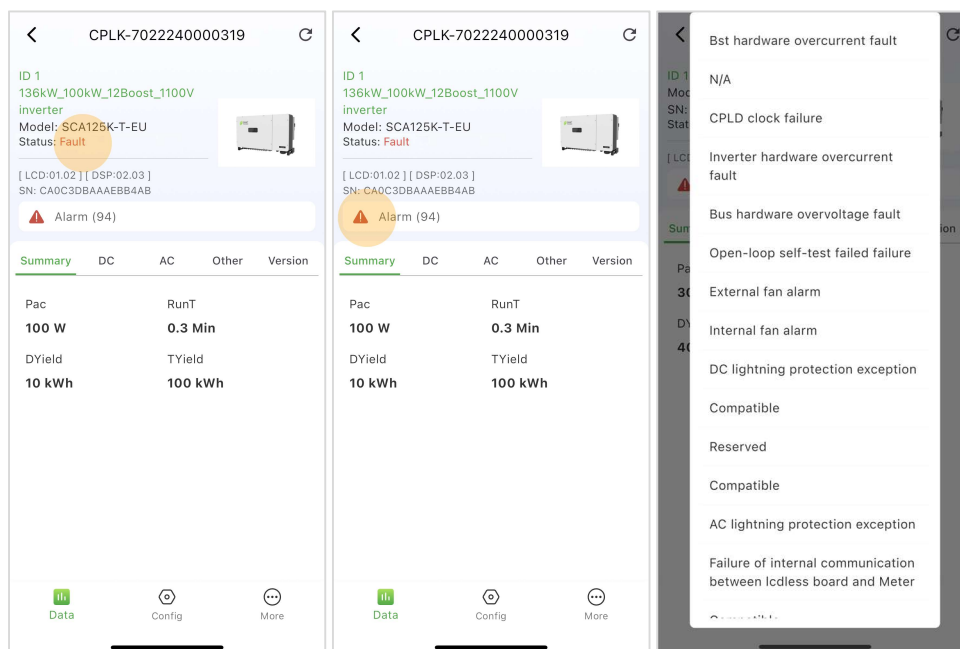 CPLK-7022240000319
ID 1
136kW_100kW_12Boost_1100V
inverter
Model: SCA125K-T-EU
Status: Fault
[ LCD:01.02 ] [ DSP:02.03 ]
SN: CA0C3DBAAAEBB4AB
Alarm (94)
Summary DC AC Other Version
Pac RunT
100 W 0.3 Min
DYield TYield
10 kWh 100 kWh
Data Config More
CPLK-7022240000319
ID 1
136kW_100kW_12Boost_1100V
inverter
Model: SCA125K-T-EU
Status: Fault
[ LCD:01.02 ] [ DSP:02.03 ]
SN: CA0C3DBAAAEBB4AB
Alarm (94)
Summary DC AC Other Version
Pac RunT
100 W 0.3 Min
DYield TYield
10 kWh 100 kWh
Data Config More
ID 1
SN:
Bst hardware overcurrent fault
N/A
CPLD clock failure
Inverter hardware overcurrent
fault
Bus hardware overvoltage fault
Open-loop self-test failed failure
External fan alarm
Internal fan alarm
DC lightning protection exception
Compatible
Reserved
Compatible
AC lightning protection exception
Failure of internal communication
between lcdless board and Meter